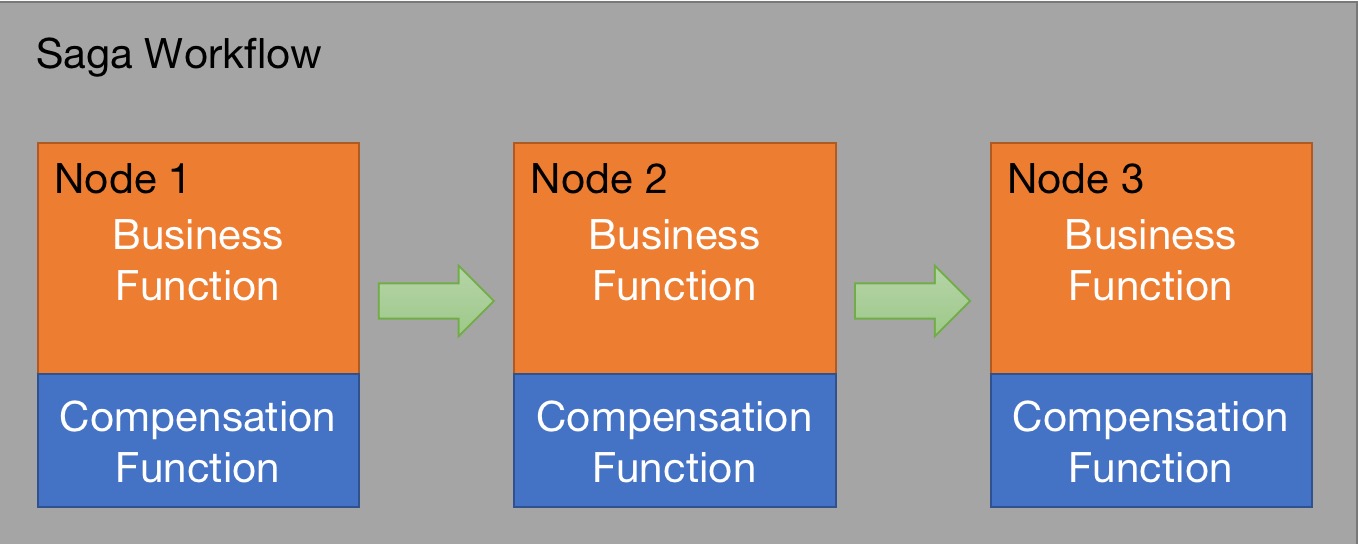 Saga Workflow
Node 1
Business
Function
Compensation
Function
Node 2
Business
Function
Compensation
Function
Node 3
Business
Function
Compensation
Function